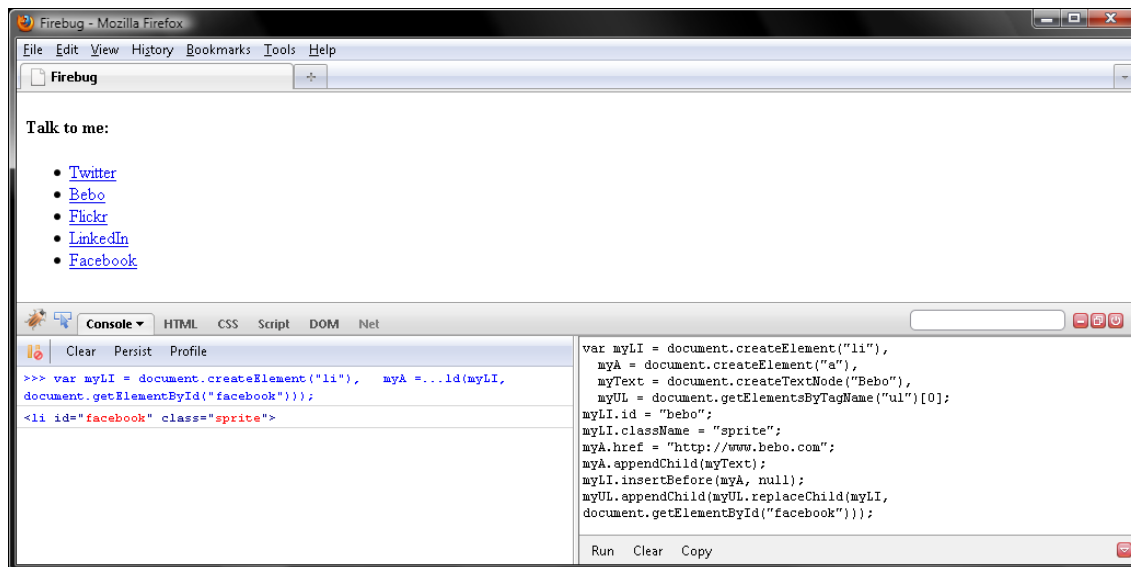 Firebug - Mozilla Firefox
File Edit View History Bookmarks Tools Help
Firebug
Talk to me:
Twitter
Bebo
Flickr
LinkedIn
Facebook
Console HTML CSS Script DOM Net
Clear Persist Profile
>>> var myLI = document.createElement("li"), myA =...ld(myLI,
document.getElementById("facebook")));
<li id="facebook" class="sprite">
var myLI = document.createElement("li"),
myA = document.createElement("a"),
myText = document.createTextNode("Bebo"),
myUL = document.getElementsByTagName("ul")[0];
myLI.id = "bebo";
myLI.className = "sprite";
myA.href = "http://www.bebo.com";
myA.appendChild(myText);
myLI.insertBefore(myA, null);
myUL.appendChild(myUL.replaceChild(myLI,
document.getElementById("facebook")));
Run Clear Copy